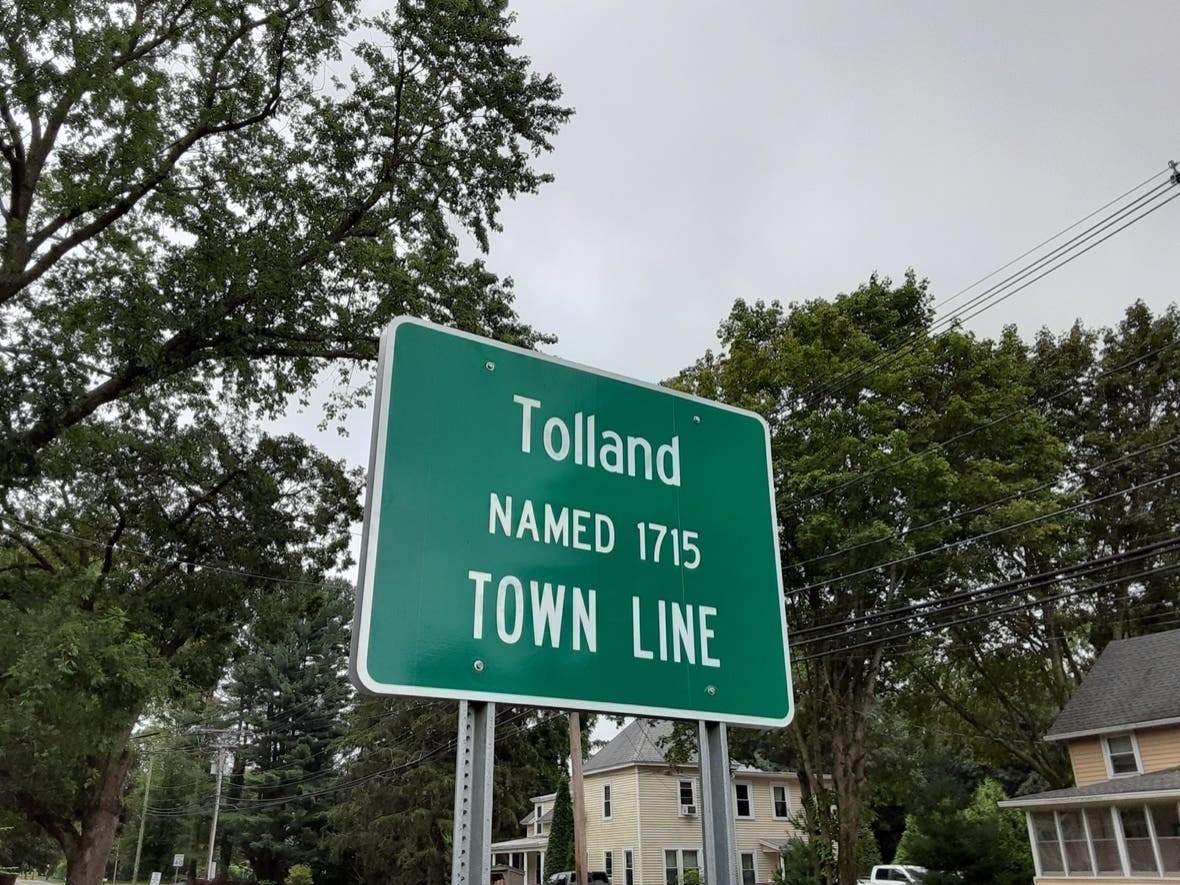 Tolland
NAMED 1715
TOWN LINE